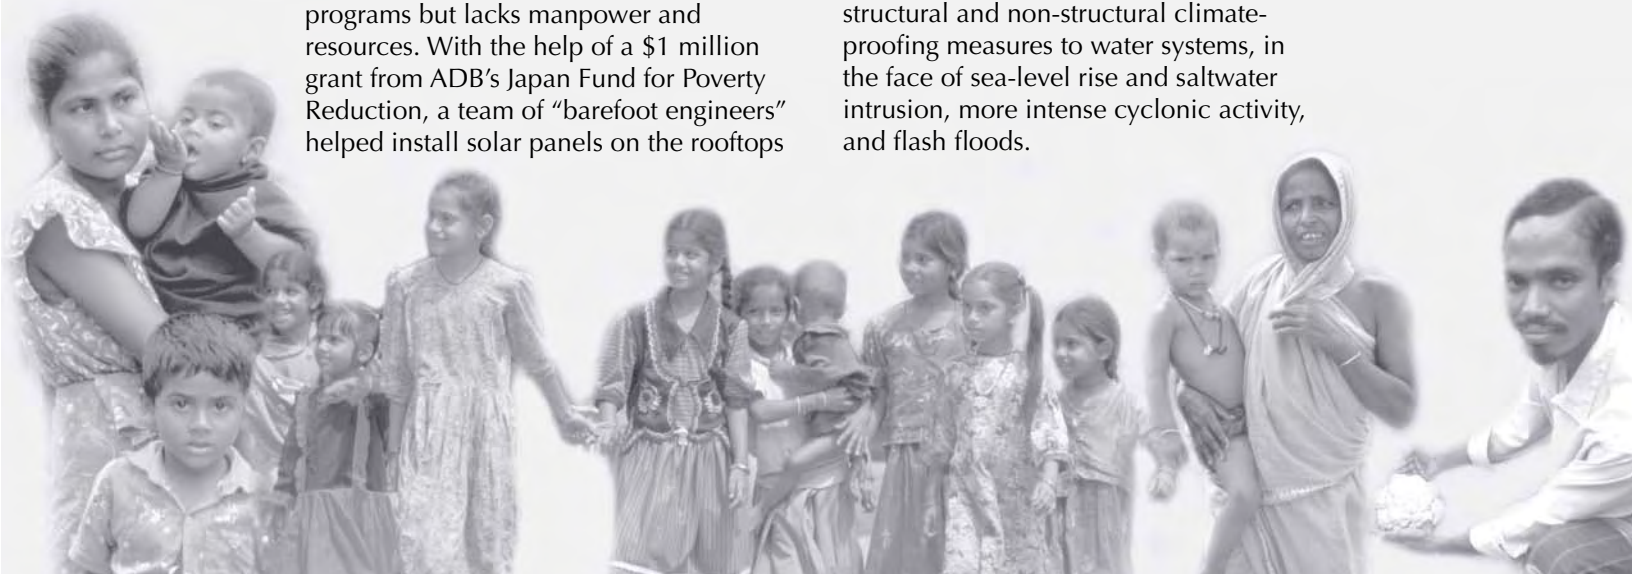 programs but lacks manpower and
resources. With the help of a $1 million
grant from ADB’s Japan Fund for Poverty
Reduction, a team of “barefoot engineers”
helped install solar panels on the rooftops
structural and non-structural climate-
proofing measures to water systems, in
the face of sea-level rise and saltwater
intrusion, more intense cyclonic activity,
and flash floods.